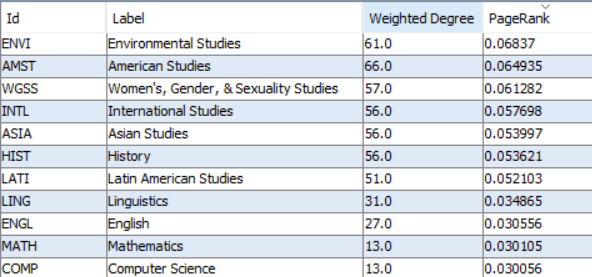 Id Label Weighted Degree PageRank
ENVI Environmental Studies 61.0 0.06837
AMST American Studies 66.0 0.064935
WGSS Women's, Gender, & Sexuality Studies 57.0 0.061282
INTL International Studies 56.0 0.057698
ASIA Asian Studies 56.0 0.053997
HIST History 56.0 0.053621
LATI Latin American Studies 51.0 0.052103
LING Linguistics 31.0 0.034865
ENGL English 27.0 0.030556
MATH Mathematics 13.0 0.030105
COMP Computer Science 13.0 0.030056